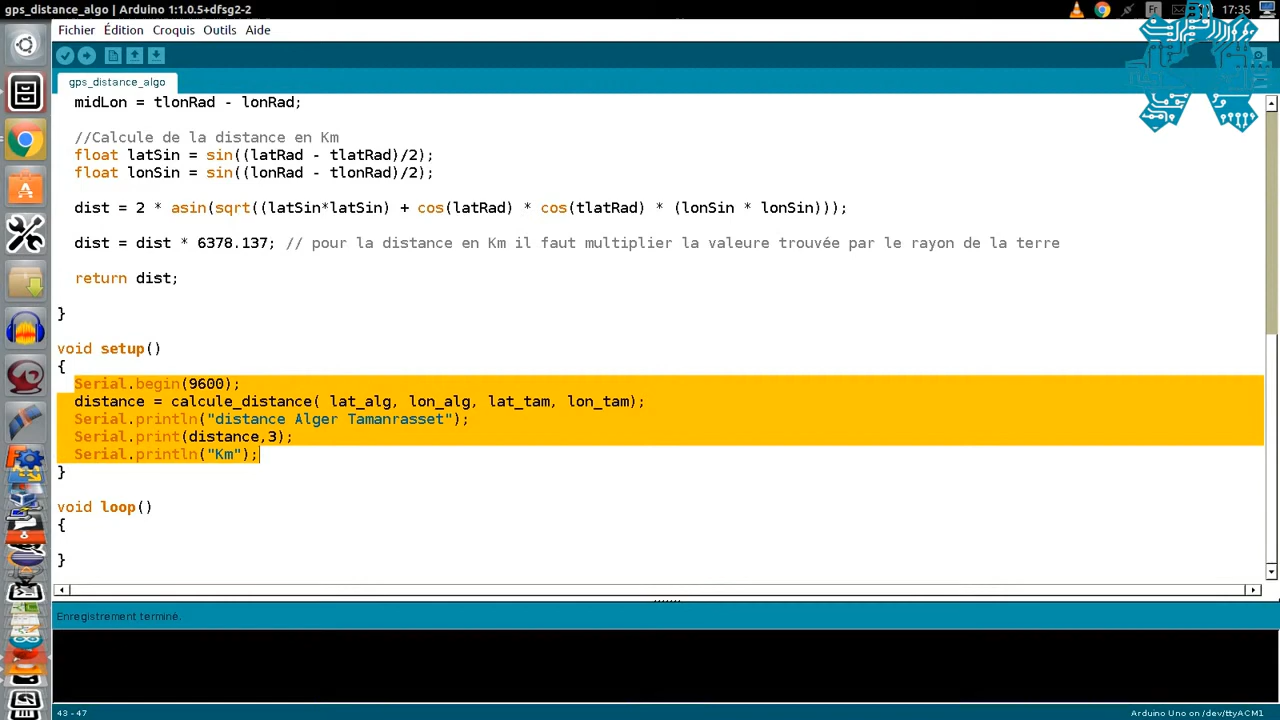 gps_distance_algo | Arduino 1:1.0.5+dfsg2-2
Fr
17:35
Fichier Édition Croquis Outils Aide
gps_distance_algo
midLon = tlonRad - lonRad;
//Calcule de la distance en Km
float latSin = sin((latRad - tlatRad)/2);
float lonSin = sin((lonRad - tlonRad)/2);
dist = 2 * asin(sqrt((latSin*latSin) + cos(latRad) * cos(tlatRad) * (lonSin * lonSin)));
dist = dist * 6378.137; // pour la distance en Km il faut multiplier la valeure trouvée par le rayon de la terre
return dist;
}
void setup()
{
Serial.begin(9600);
distance = calcule_distance( lat_alg, lon_alg, lat_tam, lon_tam);
Serial.println("distance Alger Tamanrasset");
Serial.print(distance,3);
Serial.println("Km");
}
void loop()
{
}
Enregistrement terminé.
43 - 47
Arduino Uno on /dev/ttyACM1